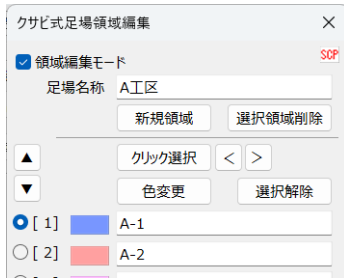 クサビ式足場領域編集 ×
領域編集モード SCP
足場名称 A工区
新規領域 選択領域削除
▲ クリック選択 < >
▼ 色変更 選択解除
[ 1] A-1
[ 2] A-2